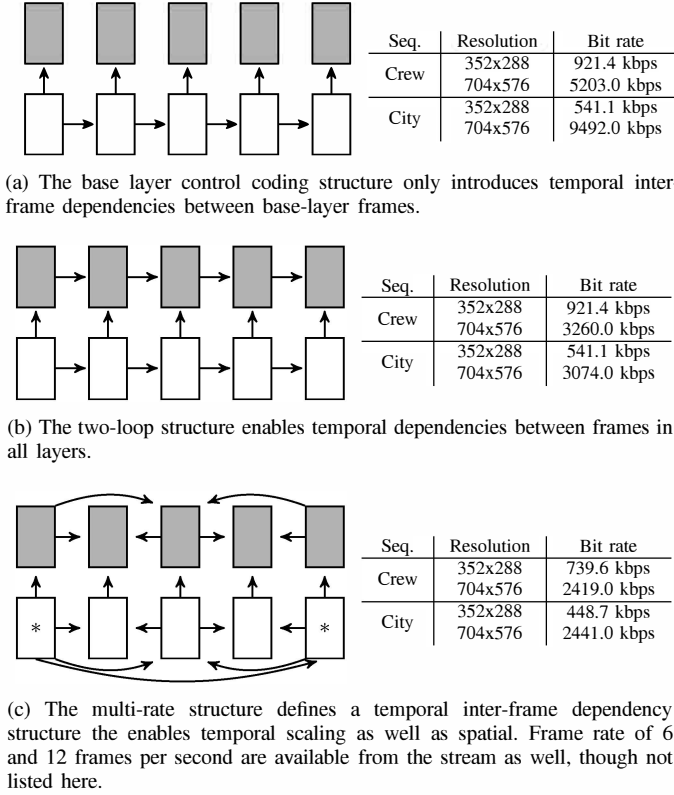 Seq. Resolution Bit rate
Crew 352x288 921.4 kbps
704x576 5203.0 kbps
City 352x288 541.1 kbps
704x576 9492.0 kbps
(a) The base layer control coding structure only introduces temporal inter-
frame dependencies between base-layer frames.
Seq. Resolution Bit rate
Crew 352x288 921.4 kbps
704x576 3260.0 kbps
City 352x288 541.1 kbps
704x576 3074.0 kbps
(b) The two-loop structure enables temporal dependencies between frames in
all layers.
Seq. Resolution Bit rate
Crew 352x288 739.6 kbps
704x576 2419.0 kbps
City 352x288 448.7 kbps
704x576 2441.0 kbps
* *
(c) The multi-rate structure defines a temporal inter-frame dependency
structure the enables temporal scaling as well as spatial. Frame rate of 6
and 12 frames per second are available from the stream as well, though not
listed here.